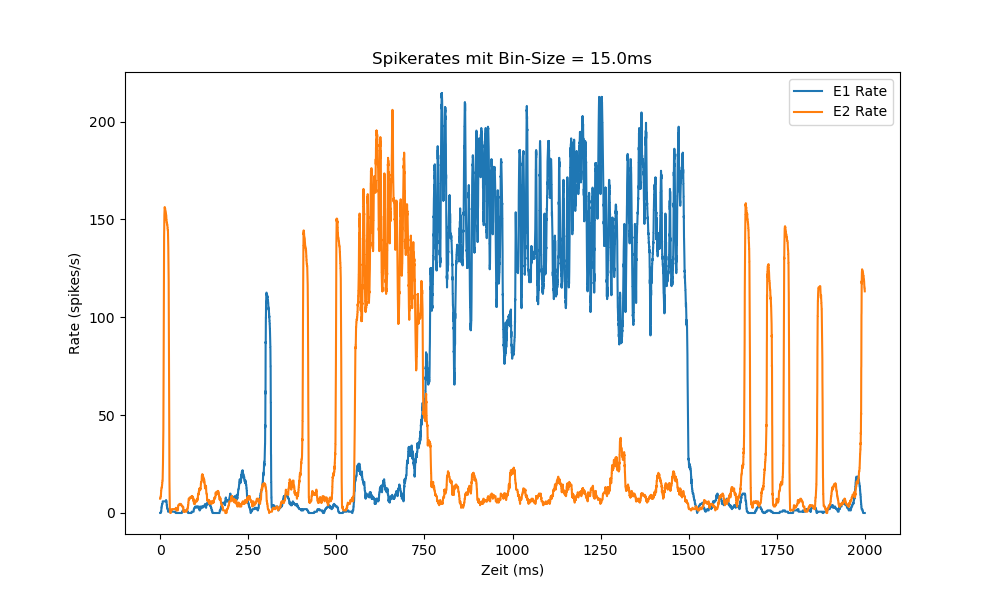 Spikerates mit Bin-Size = 15.0ms
E1 Rate
E2 Rate
Rate (spikes/s)
200
150
100
50
0
0 250 500 750 1000 1250 1500 1750 2000
Zeit (ms)